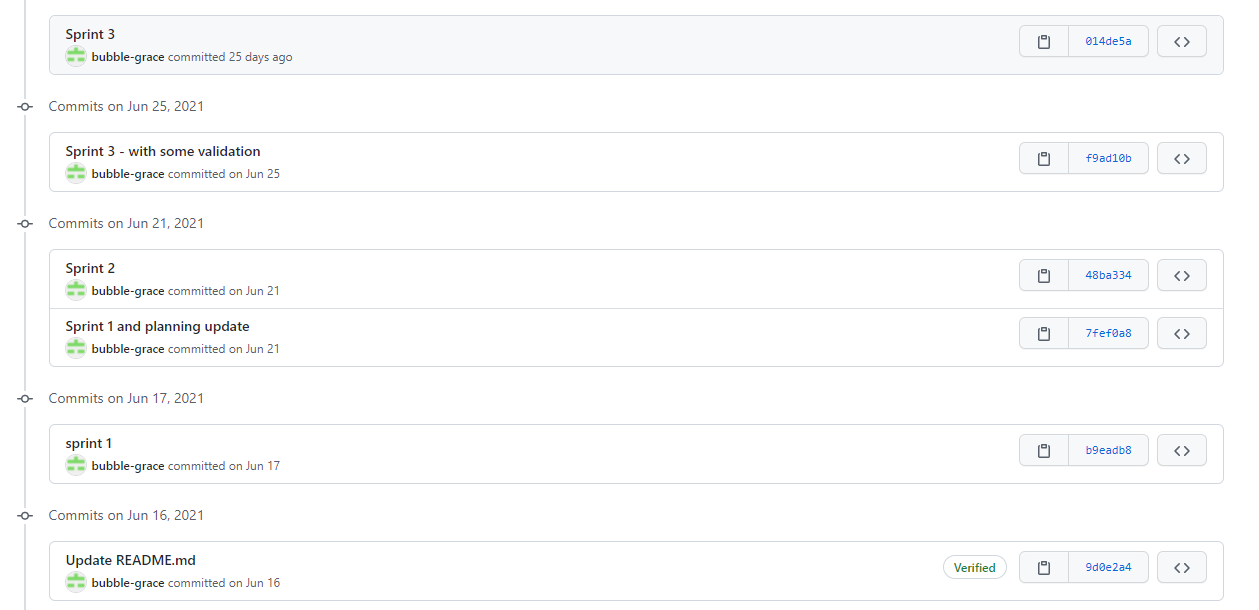 Sprint 3
014de5a
bubble-grace committed 25 days ago
Commits on Jun 25, 2021
Sprint 3 - with some validation
f9ad10b
bubble-grace committed on Jun 25
Commits on Jun 21, 2021
Sprint 2
48ba334
bubble-grace committed on Jun 21
Sprint 1 and planning update
7fef0a8
bubble-grace committed on Jun 21
Commits on Jun 17, 2021
sprint 1
b9eadb8
bubble-grace committed on Jun 17
Commits on Jun 16, 2021
Update README.md
Verified
9d0e2a4
bubble-grace committed on Jun 16